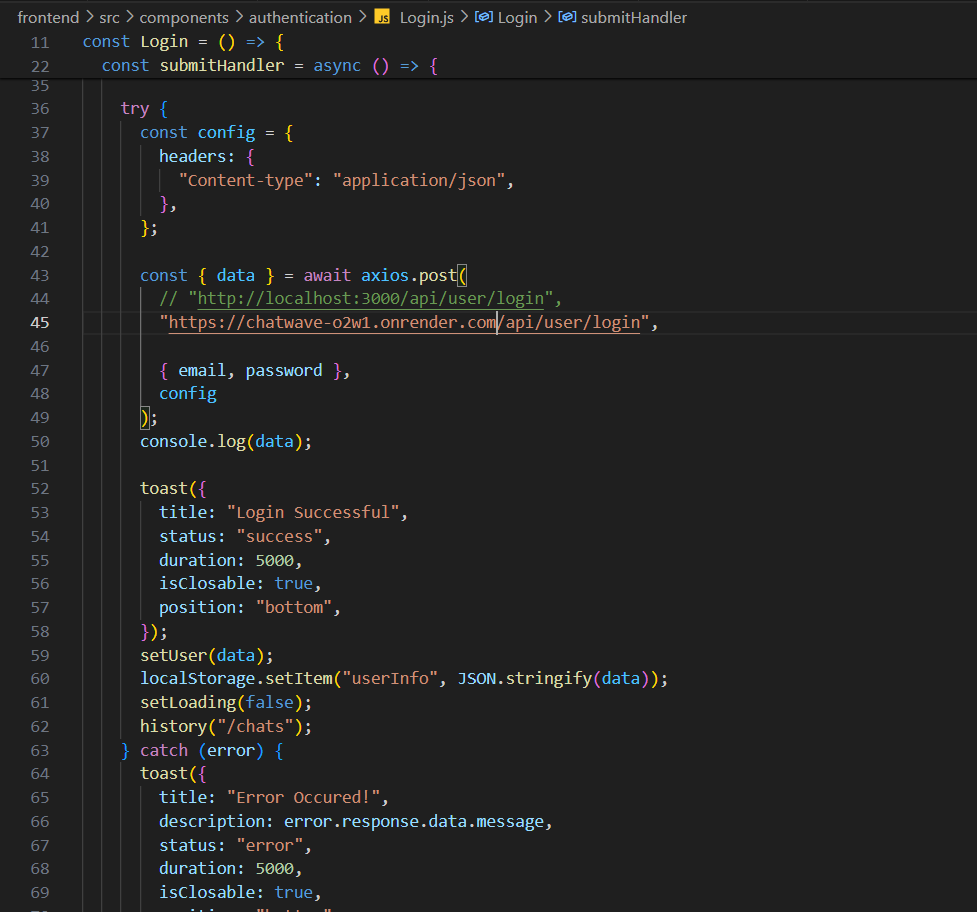 frontend > src > components > authentication > JS Login.js > Login > submitHandler
11 const Login = () => {
22 const submitHandler = async () => {
35
36 try {
37 const config = {
38 headers: {
39 "Content-type": "application/json",
40 },
41 };
42
43 const { data } = await axios.post(
44 // "http://localhost:3000/api/user/login",
45 "https://chatwave-o2w1.onrender.com/api/user/login",
46
47 { email, password },
48 config
49 );
50 console.log(data);
51
52 toast({
53 title: "Login Successful",
54 status: "success",
55 duration: 5000,
56 isClosable: true,
57 position: "bottom",
58 });
59 setUser(data);
60 localStorage.setItem("userInfo", JSON.stringify(data));
61 setLoading(false);
62 history("/chats");
63 } catch (error) {
64 toast({
65 title: "Error Occured!",
66 description: error.response.data.message,
67 status: "error",
68 duration: 5000,
69 isClosable: true,